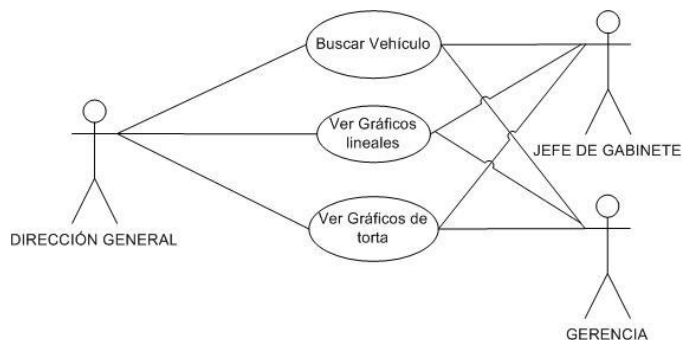 Buscar Vehículo
Ver Gráficos
lineales
JEFE DE GABINETE
Ver Gráficos de
torta
DIRECCIÓN GENERAL
GERENCIA